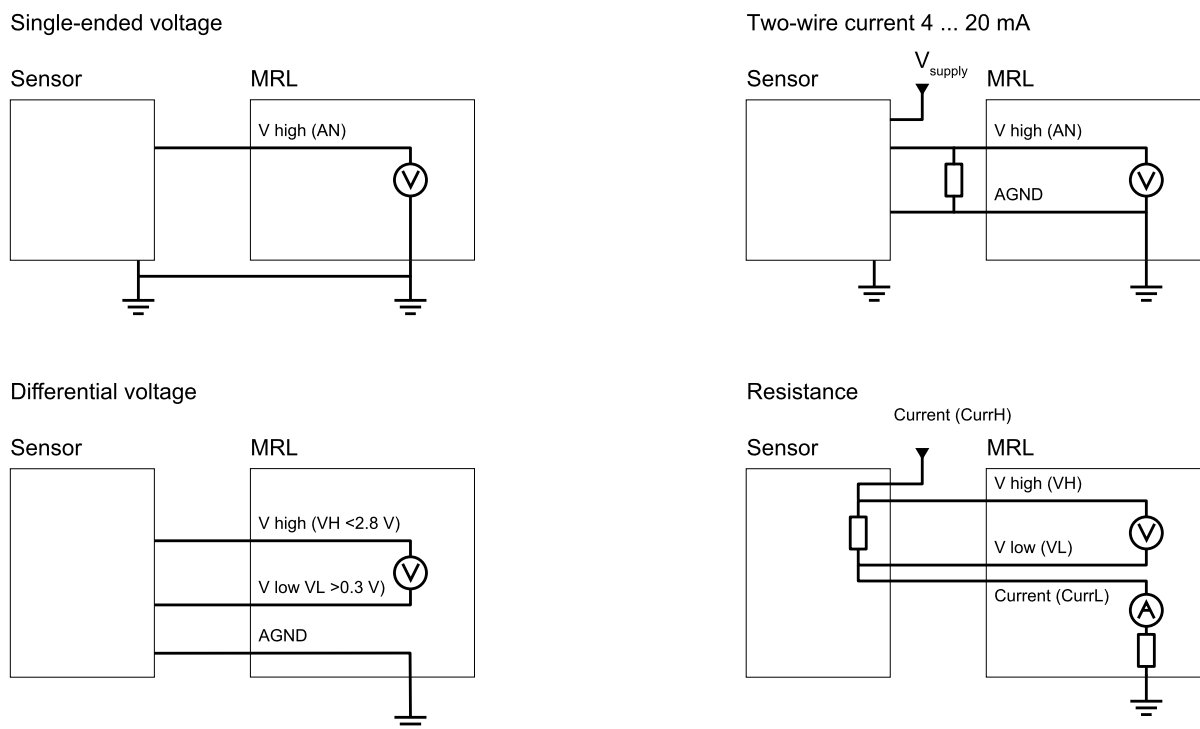 Single-ended voltage
Sensor
MRL
V high (AN)
V
Two-wire current 4 ... 20 mA
Sensor
Vsupply
MRL
V high (AN)
AGND
V
Differential voltage
Sensor
MRL
V high (VH <2.8 V)
V low VL >0.3 V)
V
AGND
Resistance
Current (CurrH)
Sensor
MRL
V high (VH)
V
V low (VL)
Current (CurrL)
A